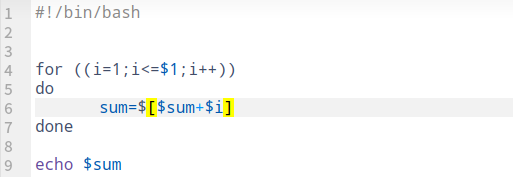 1 #!/bin/bash
2
3
4 for ((i=1;i<=$1;i++))
5 do
6 sum=$[$sum+$i]
7 done
8
9 echo $sum